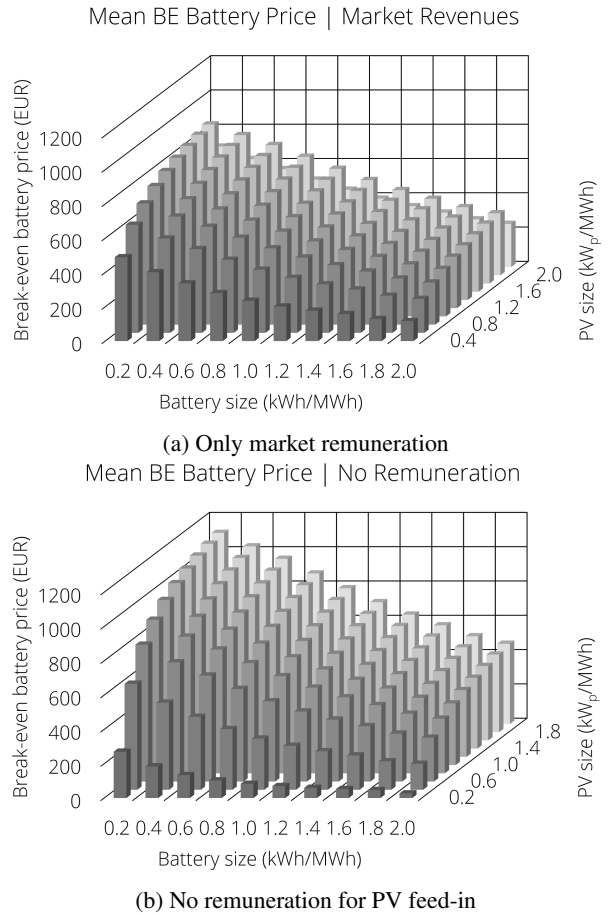 Mean BE Battery Price | Market Revenues
Break-even battery price (EUR)
1200
1000
800
600
400
200
0
0.2 0.4 0.6 0.8 1.0 1.2 1.4 1.6 1.8 2.0
Battery size (kWh/MWh)
0.4
0.8
1.2
1.6
2.0
PV size (kWp/MWh)
(a) Only market remuneration
Mean BE Battery Price | No Remuneration
Break-even battery price (EUR)
1200
1000
800
600
400
200
0
0.2 0.4 0.6 0.8 1.0 1.2 1.4 1.6 1.8 2.0
Battery size (kWh/MWh)
0.2
0.6
1.0
1.4
1.8
PV size (kWp/MWh)
(b) No remuneration for PV feed-in